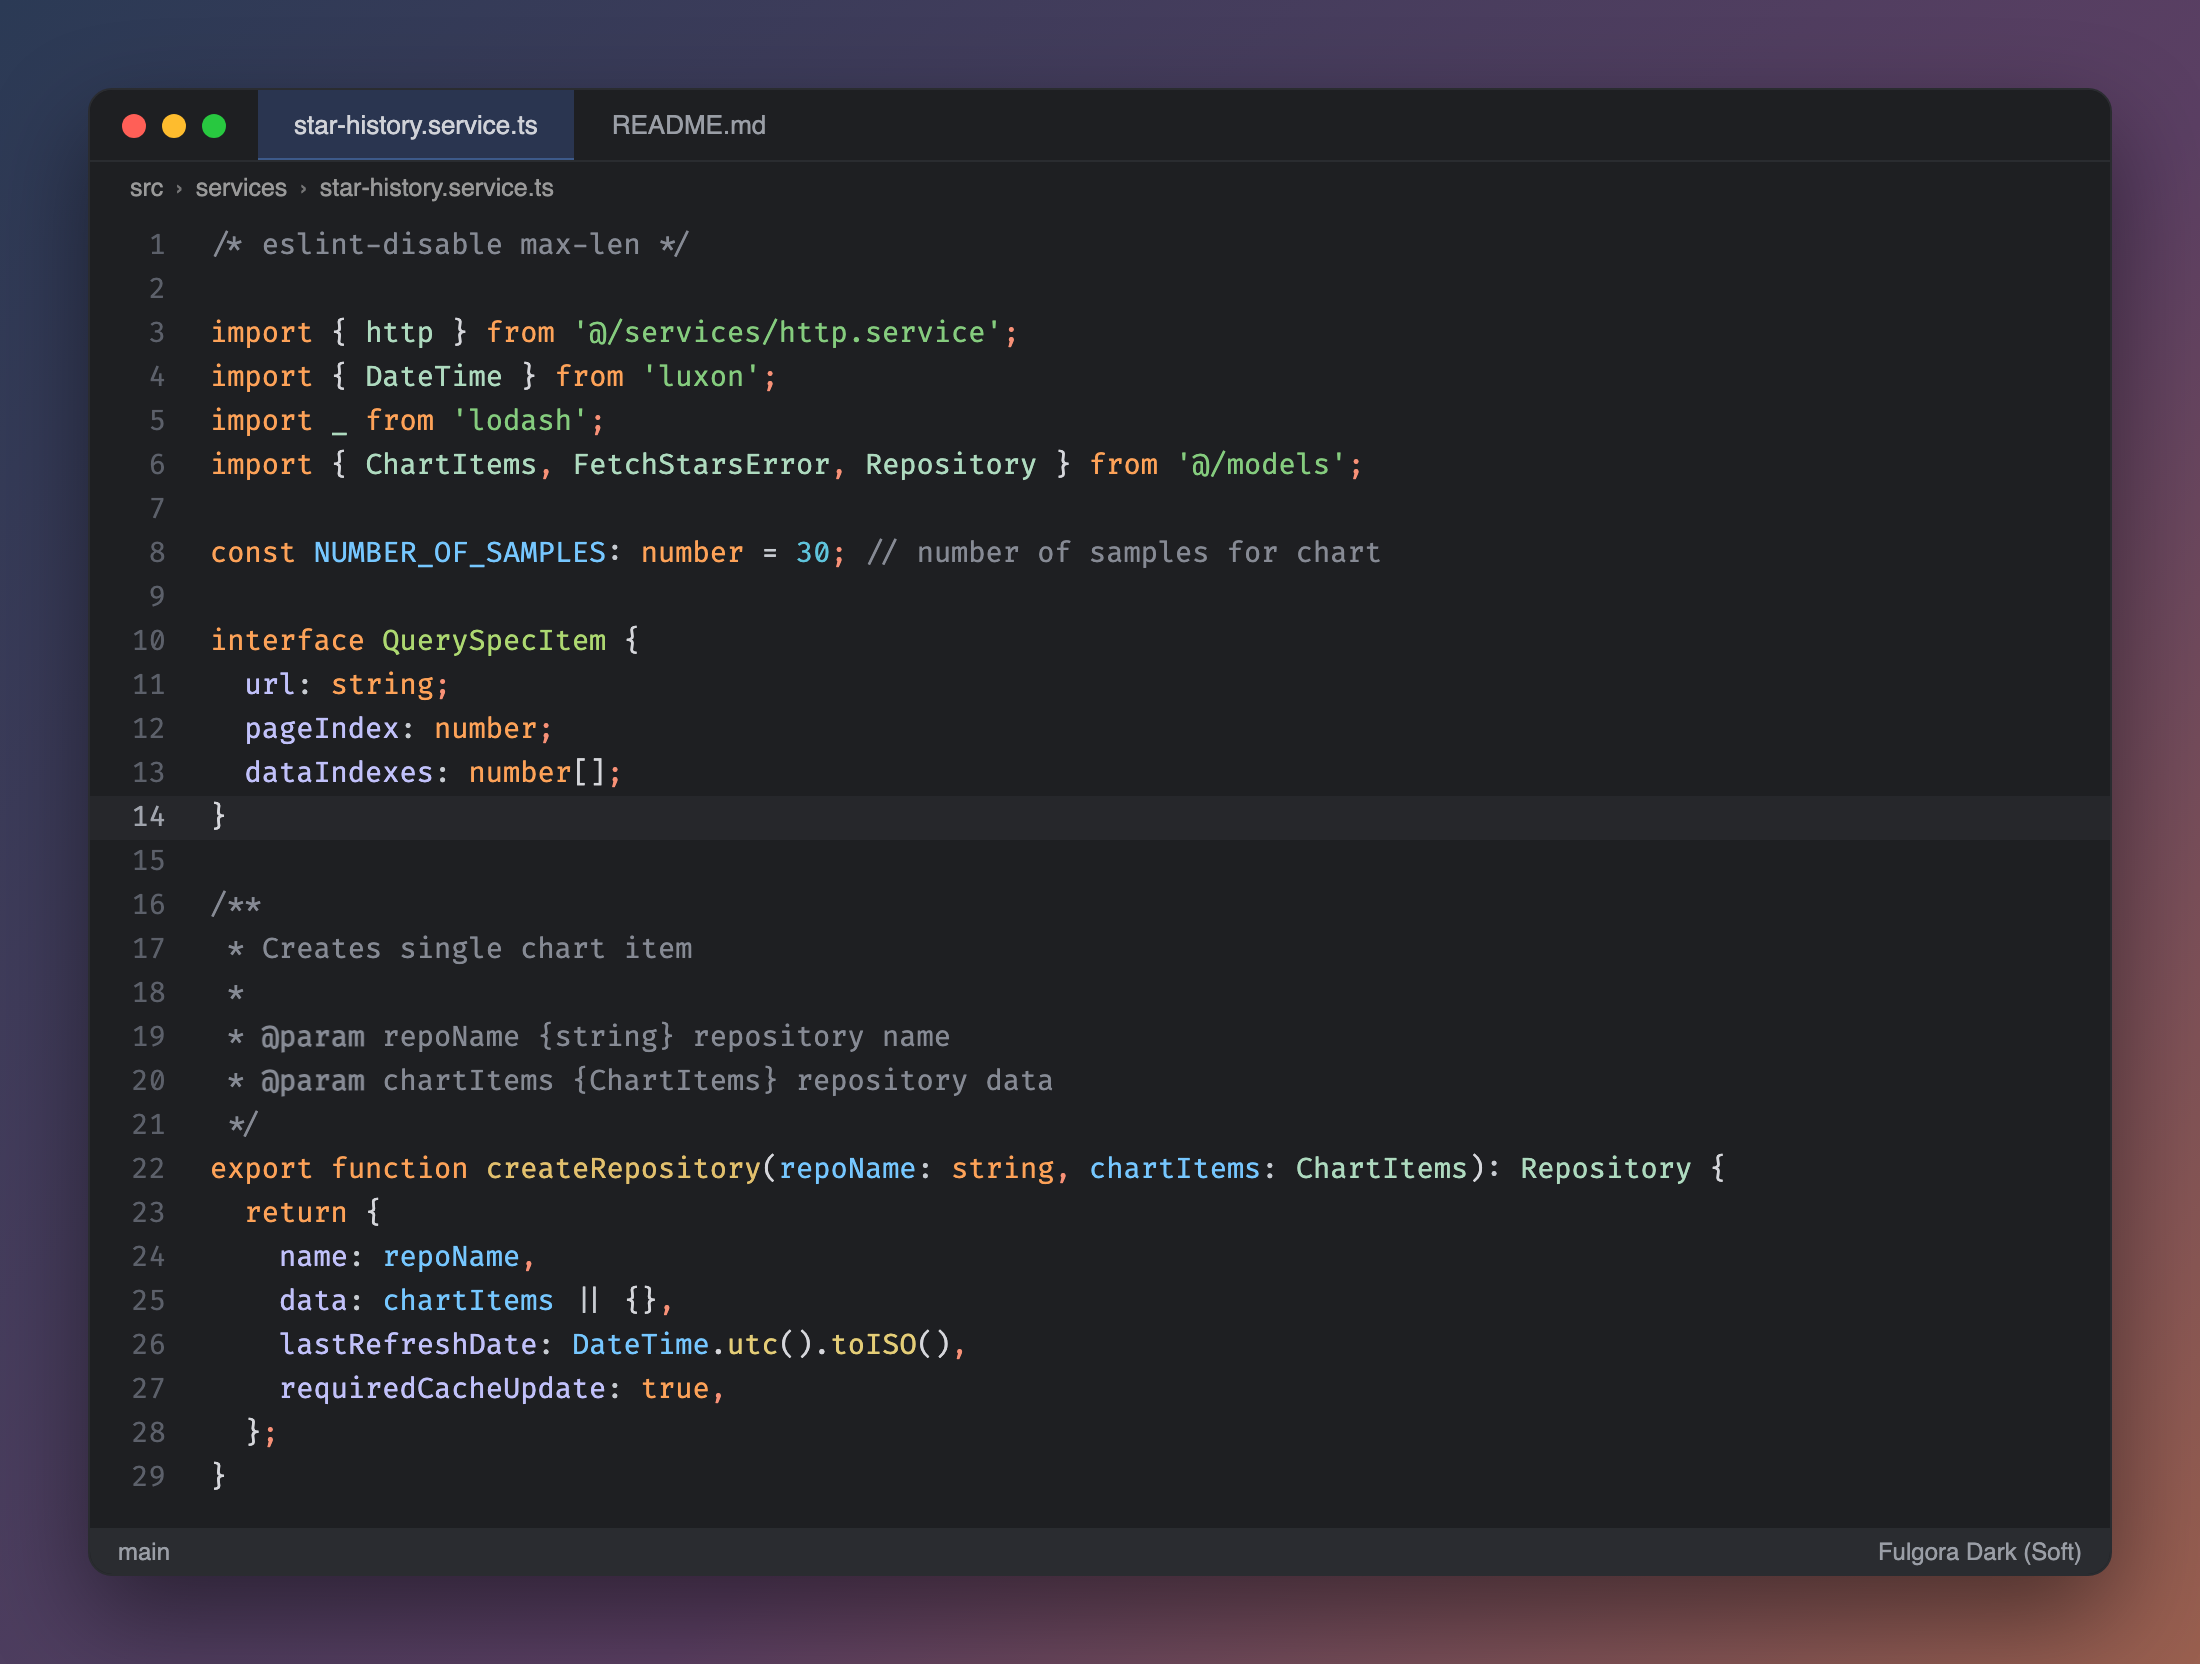 star-history.service.ts README.md
src › services › star-history.service.ts
1 /* eslint-disable max-len */
2
3 import { http } from '@/services/http.service';
4 import { DateTime } from 'luxon';
5 import _ from 'lodash';
6 import { ChartItems, FetchStarsError, Repository } from '@/models';
7
8 const NUMBER_OF_SAMPLES: number = 30; // number of samples for chart
9
10 interface QuerySpecItem {
11   url: string;
12   pageIndex: number;
13   dataIndexes: number[];
14 }
15
16 /**
17  * Creates single chart item
18  *
19  * @param repoName {string} repository name
20  * @param chartItems {ChartItems} repository data
21  */
22 export function createRepository(repoName: string, chartItems: ChartItems): Repository {
23   return {
24     name: repoName,
25     data: chartItems || {},
26     lastRefreshDate: DateTime.utc().toISO(),
27     requiredCacheUpdate: true,
28   };
29 }
main Fulgora Dark (Soft)